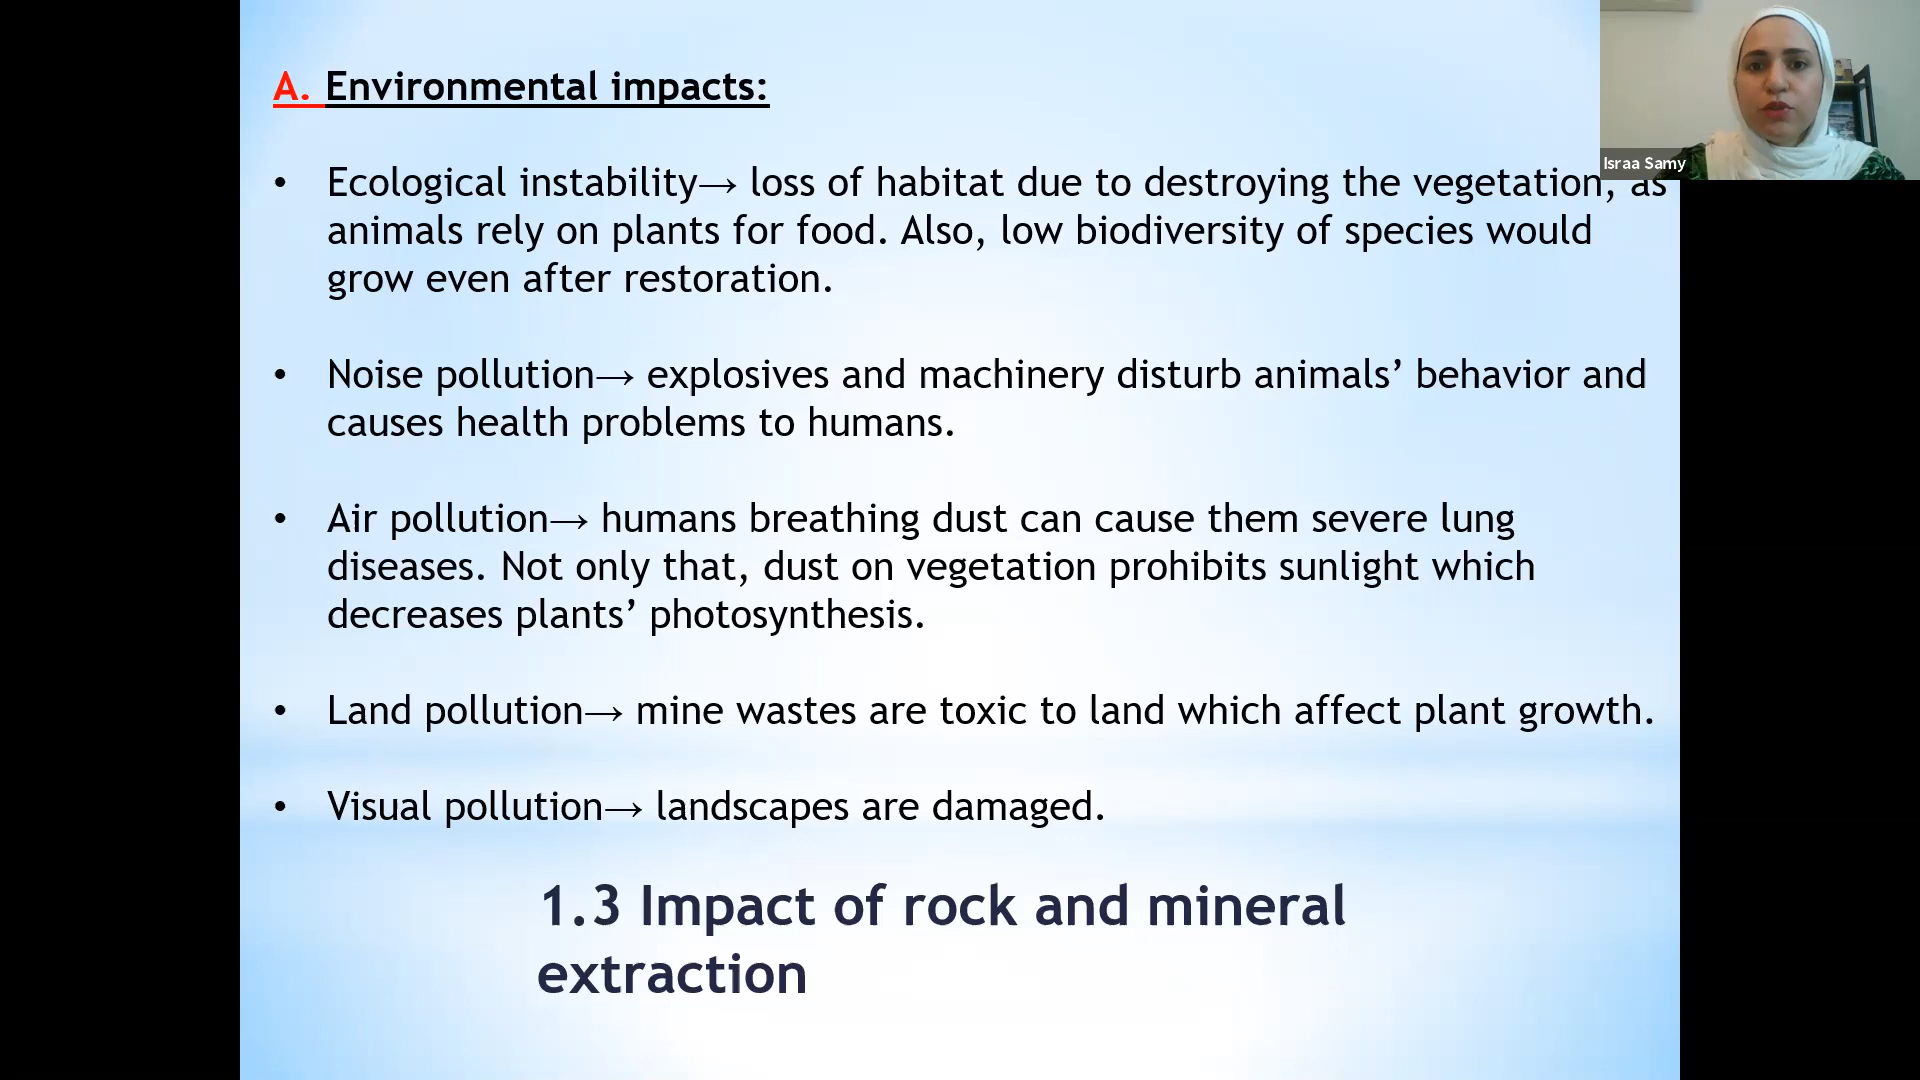 A. Environmental impacts:
• Ecological instability→ loss of habitat due to destroying the vegetation, as
animals rely on plants for food. Also, low biodiversity of species would
grow even after restoration.
• Noise pollution→ explosives and machinery disturb animals’ behavior and
causes health problems to humans.
• Air pollution→ humans breathing dust can cause them severe lung
diseases. Not only that, dust on vegetation prohibits sunlight which
decreases plants’ photosynthesis.
• Land pollution→ mine wastes are toxic to land which affect plant growth.
• Visual pollution→ landscapes are damaged.
1.3 Impact of rock and mineral
extraction
Israa Samy